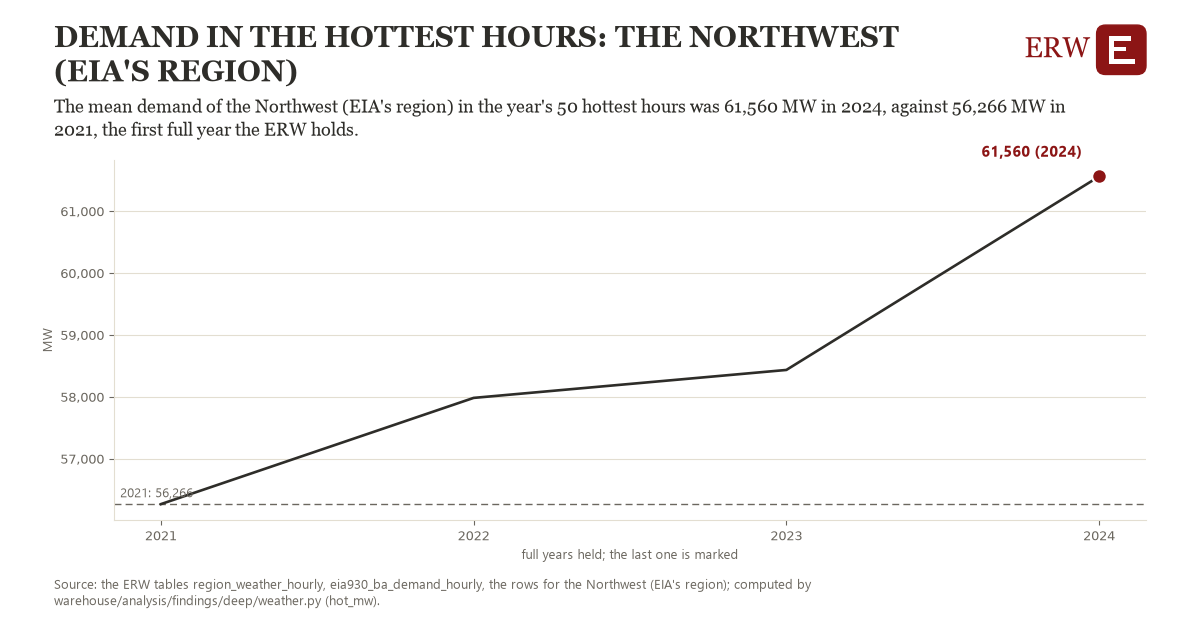 DEMAND IN THE HOTTEST HOURS: THE NORTHWEST
(EIA'S REGION)
ERW E
The mean demand of the Northwest (EIA's region) in the year's 50 hottest hours was 61,560 MW in 2024, against 56,266 MW in
2021, the first full year the ERW holds.
61,560 (2024)
61,000
60,000
59,000
MW
58,000
57,000
2021: 56,266
2021 2022 2023 2024
full years held; the last one is marked
Source: the ERW tables region_weather_hourly, eia930_ba_demand_hourly, the rows for the Northwest (EIA's region); computed by
warehouse/analysis/findings/deep/weather.py (hot_mw).